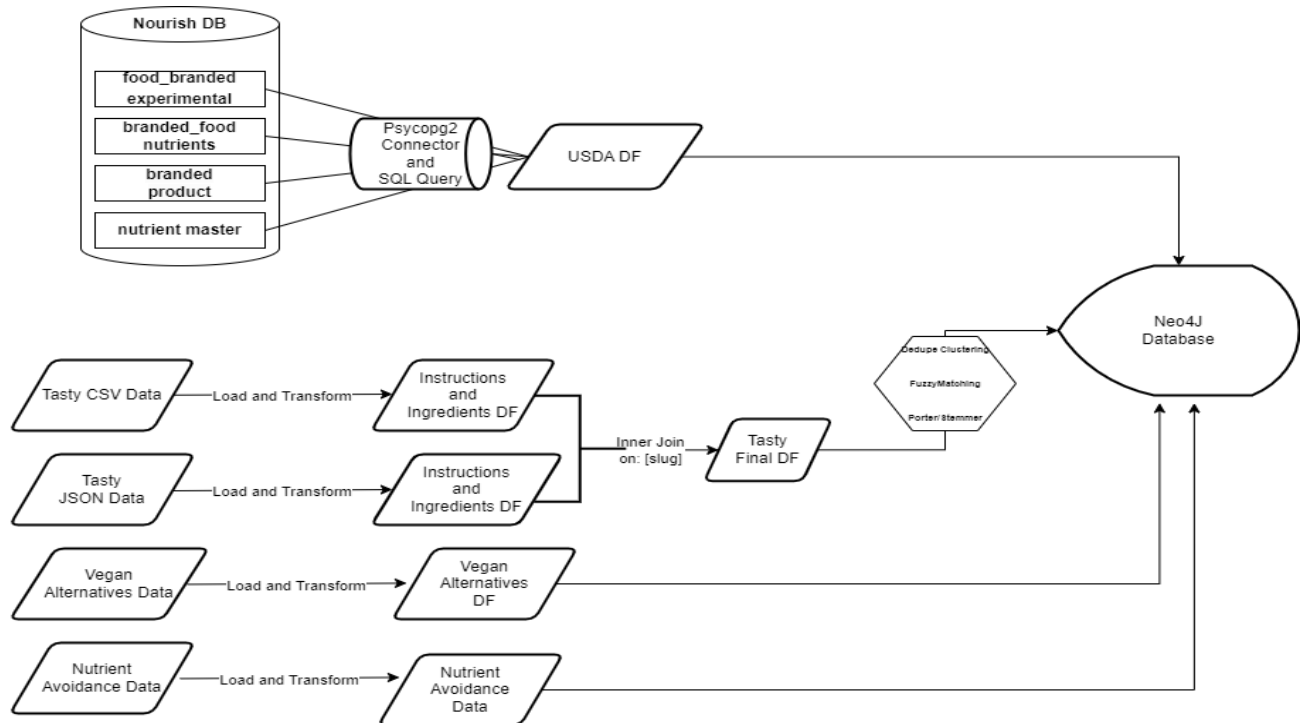 Nourish DB
food_branded
experimental
branded_food
nutrients
branded
product
nutrient master
Psycopg2
Connector
and
SQL Query
USDA DF
Neo4J
Database
Tasty CSV Data
Load and Transform
Instructions
and
Ingredients DF
Tasty
JSON Data
Load and Transform
Instructions
and
Ingredients DF
Inner Join
on: [slug]
Tasty
Final DF
Dedupe Clustering
FuzzyMatohing
Porter/Stemmer
Vegan
Alternatives Data
Load and Transform
Vegan
Alternatives
DF
Nutrient
Avoidance Data
Load and Transform
Nutrient
Avoidance
Data